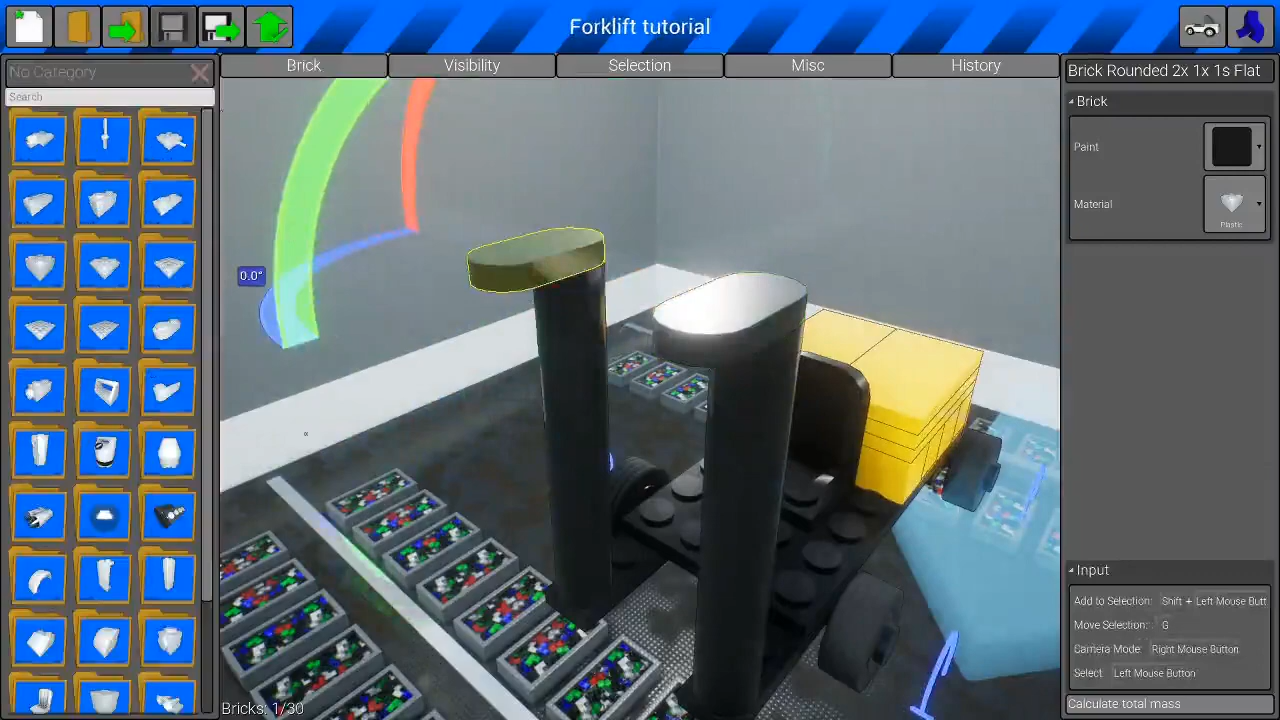 Forklift tutorial
No Category
Search
Brick
Visibility
Selection
Misc
History
0.0°
Bricks: 1/30
Brick Rounded 2x 1x 1s Flat
Brick
Paint
Material
Plastic
Input
Add to Selection: Shift + Left Mouse Butt
Move Selection: G
Camera Mode: Right Mouse Button
Select Left Mouse Button
Calculate total mass